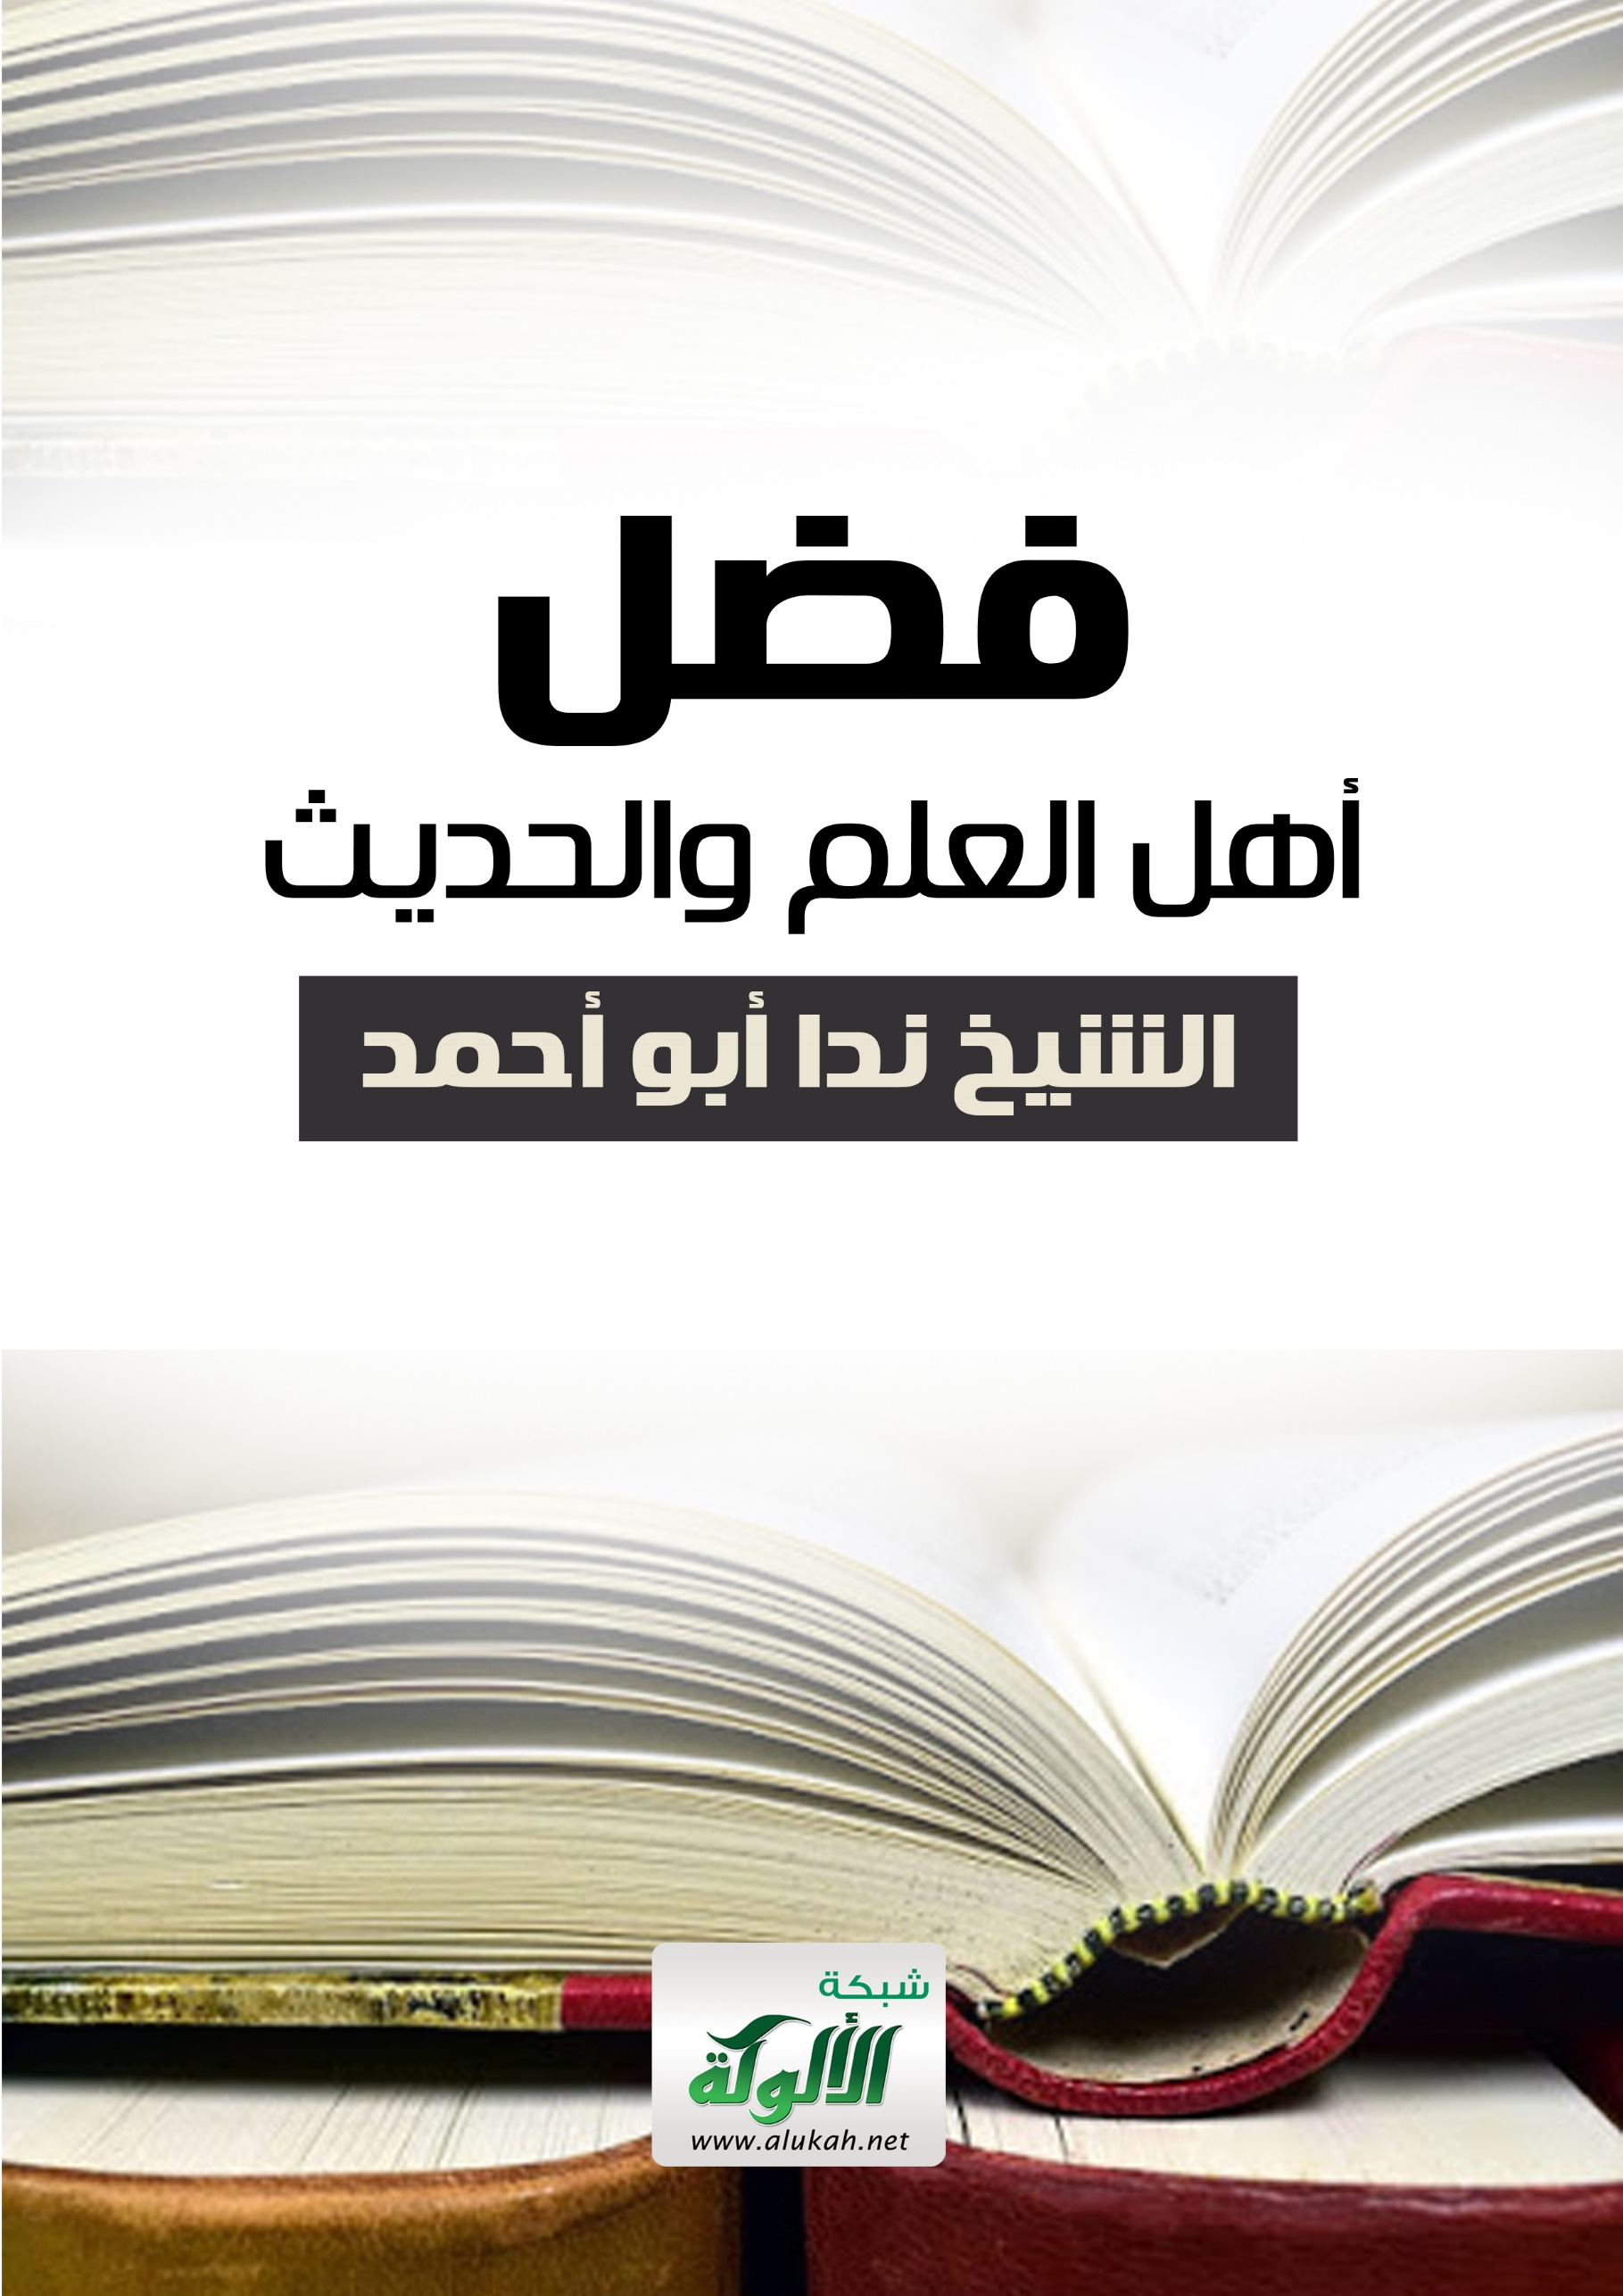 فضل
أهل العلم والحديث
الشيخ ندا أبو أحمد
شبكة
الألوكة
www.alukah.net